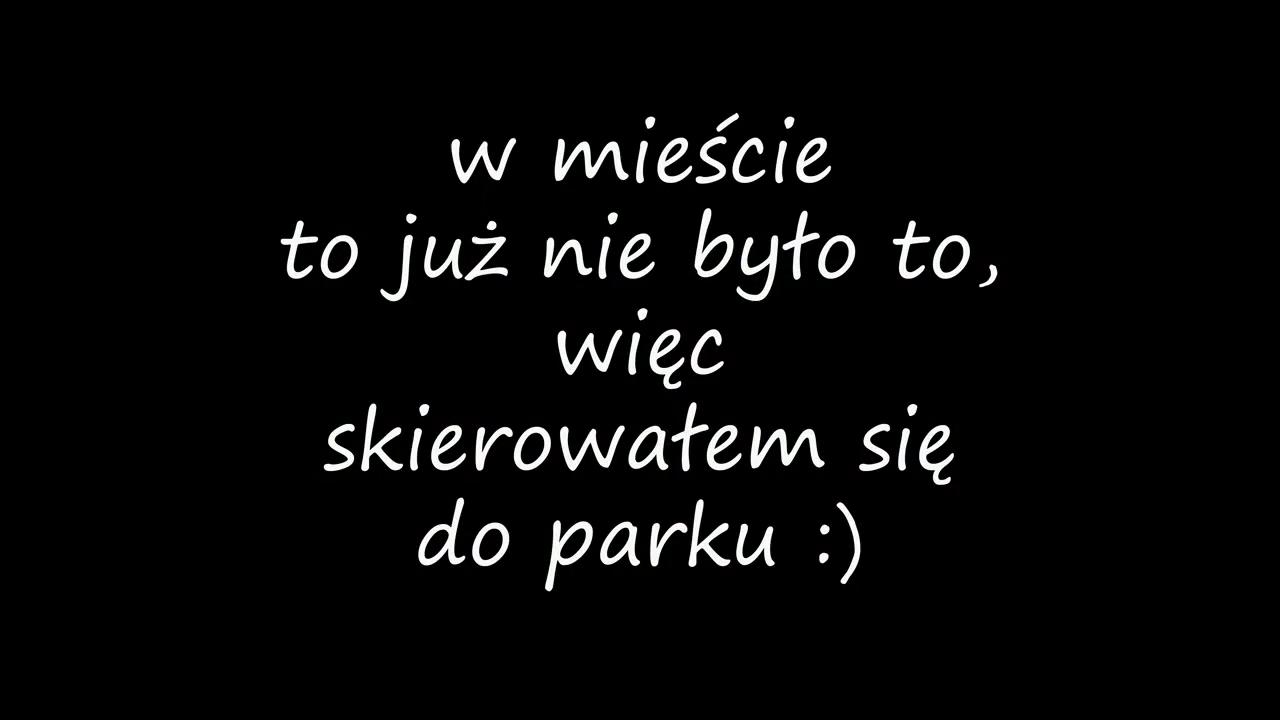 w mieście
to już nie było to,
więc
skierowałem się
do parku :)